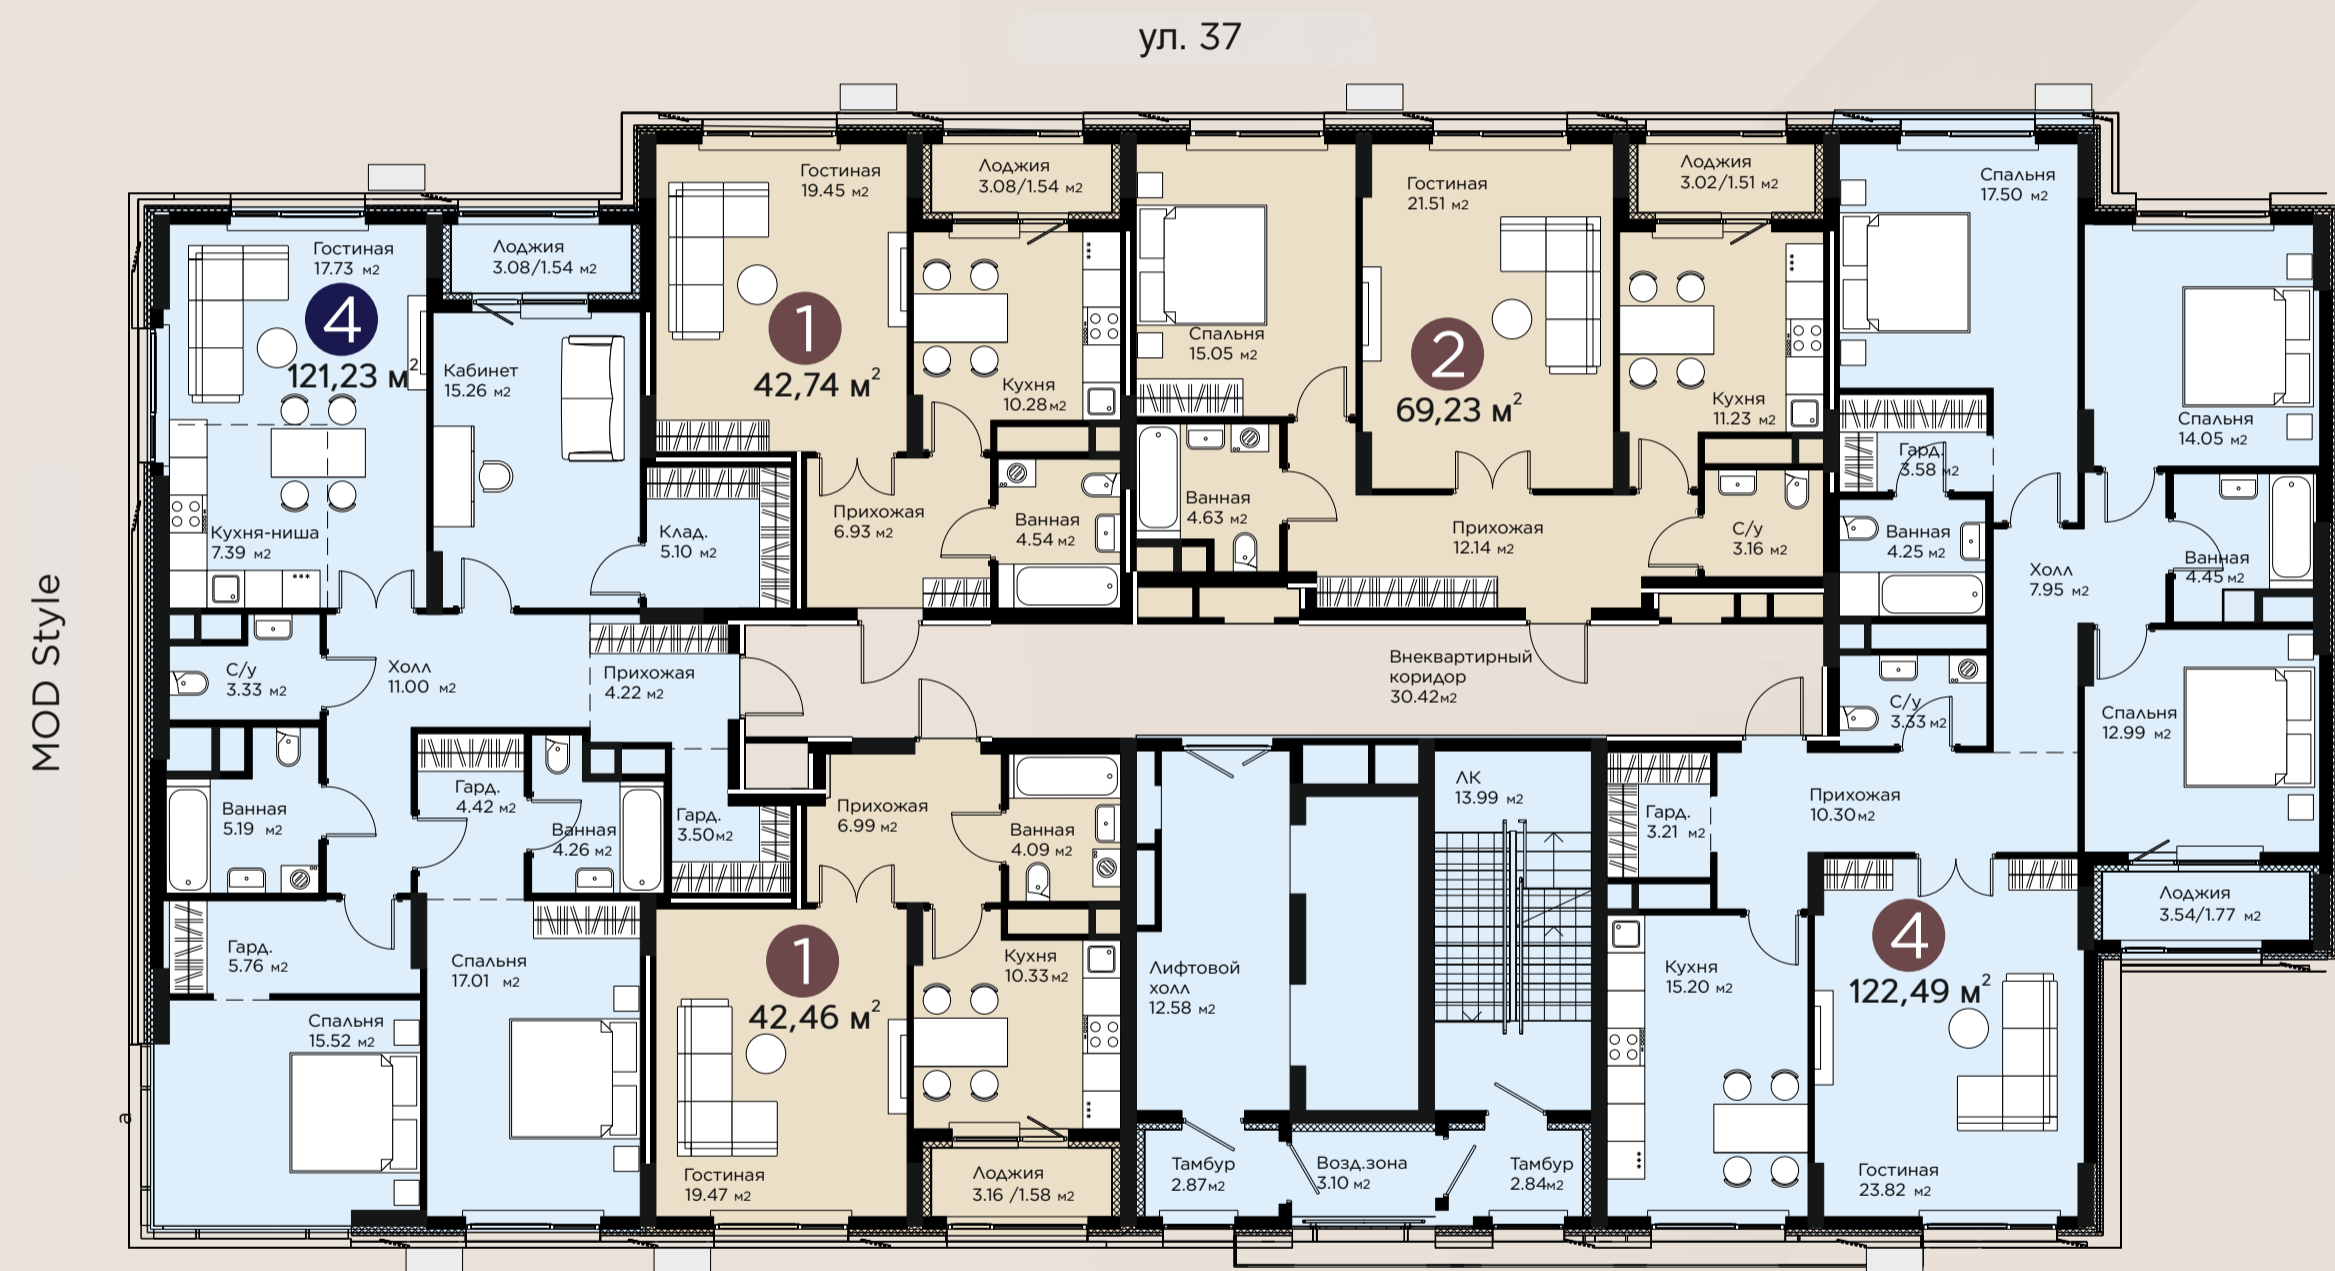 ул. 37
MOD Style
Гостиная
17.73 м2
4
121,23 м²
Лоджия
3.08/1.54 м2
Кабинет
15.26 м2
Кухня-ниша
7.39 м2
Клад.
5.10 м2
С/у
3.33 м2
Холл
11.00 м2
Прихожая
4.22 м2
Ванная
5.19 м2
Гард.
4.42 м2
Ванная
4.26 м2
Гард.
3.50 м2
Гард.
5.76 м2
Спальня
17.01 м2
Спальня
15.52 м2
а
Гостиная
19.45 м2
1
42,74 м²
Лоджия
3.08/1.54 м2
Кухня
10.28 м2
Прихожая
6.93 м2
Ванная
4.54 м2
Прихожая
6.99 м2
Ванная
4.09 м2
1
42,46 м²
Кухня
10.33 м2
Гостиная
19.47 м2
Лоджия
3.16 /1.58 м2
Спальня
15.05 м2
Гостиная
21.51 м2
2
69,23 м²
Лоджия
3.02/1.51 м2
Кухня
11.23 м2
Ванная
4.63 м2
Прихожая
12.14 м2
С/у
3.16 м2
Внеквартирный
коридор
30.42 м2
Лифтовой
холл
12.58 м2
ЛК
13.99 м2
Тамбур
2.87 м2
Возд.зона
3.10 м2
Тамбур
2.84 м2
Спальня
17.50 м2
Спальня
14.05 м2
Гард.
3.58 м2
Ванная
4.25 м2
Холл
7.95 м2
Ванная
4.45 м2
С/у
3.33 м2
Спальня
12.99 м2
Гард.
3.21 м2
Прихожая
10.30 м2
Лоджия
3.54/1.77 м2
Кухня
15.20 м2
4
122,49 м²
Гостиная
23.82 м2